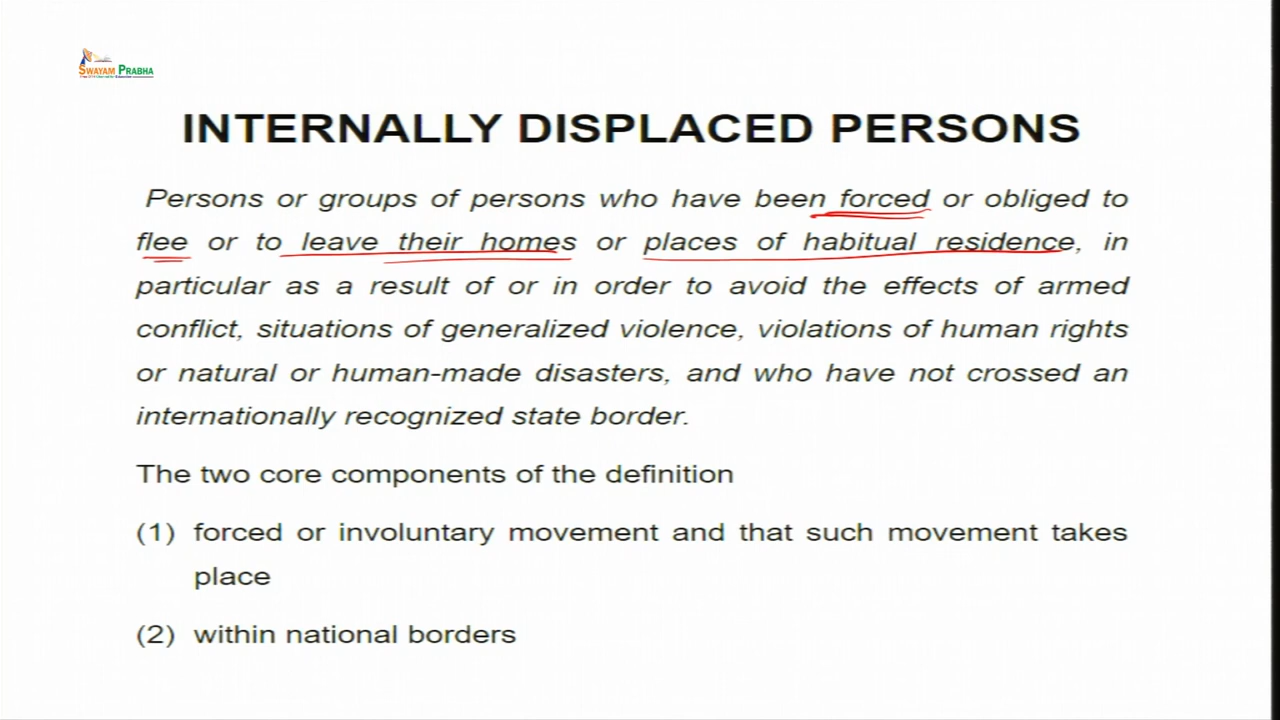 SWAYAM PRABHA
INTERNALLY DISPLACED PERSONS
Persons or groups of persons who have been forced or obliged to
flee or to leave their homes or places of habitual residence, in
particular as a result of or in order to avoid the effects of armed
conflict, situations of generalized violence, violations of human rights
or natural or human-made disasters, and who have not crossed an
internationally recognized state border.
The two core components of the definition
(1) forced or involuntary movement and that such movement takes
place
(2) within national borders